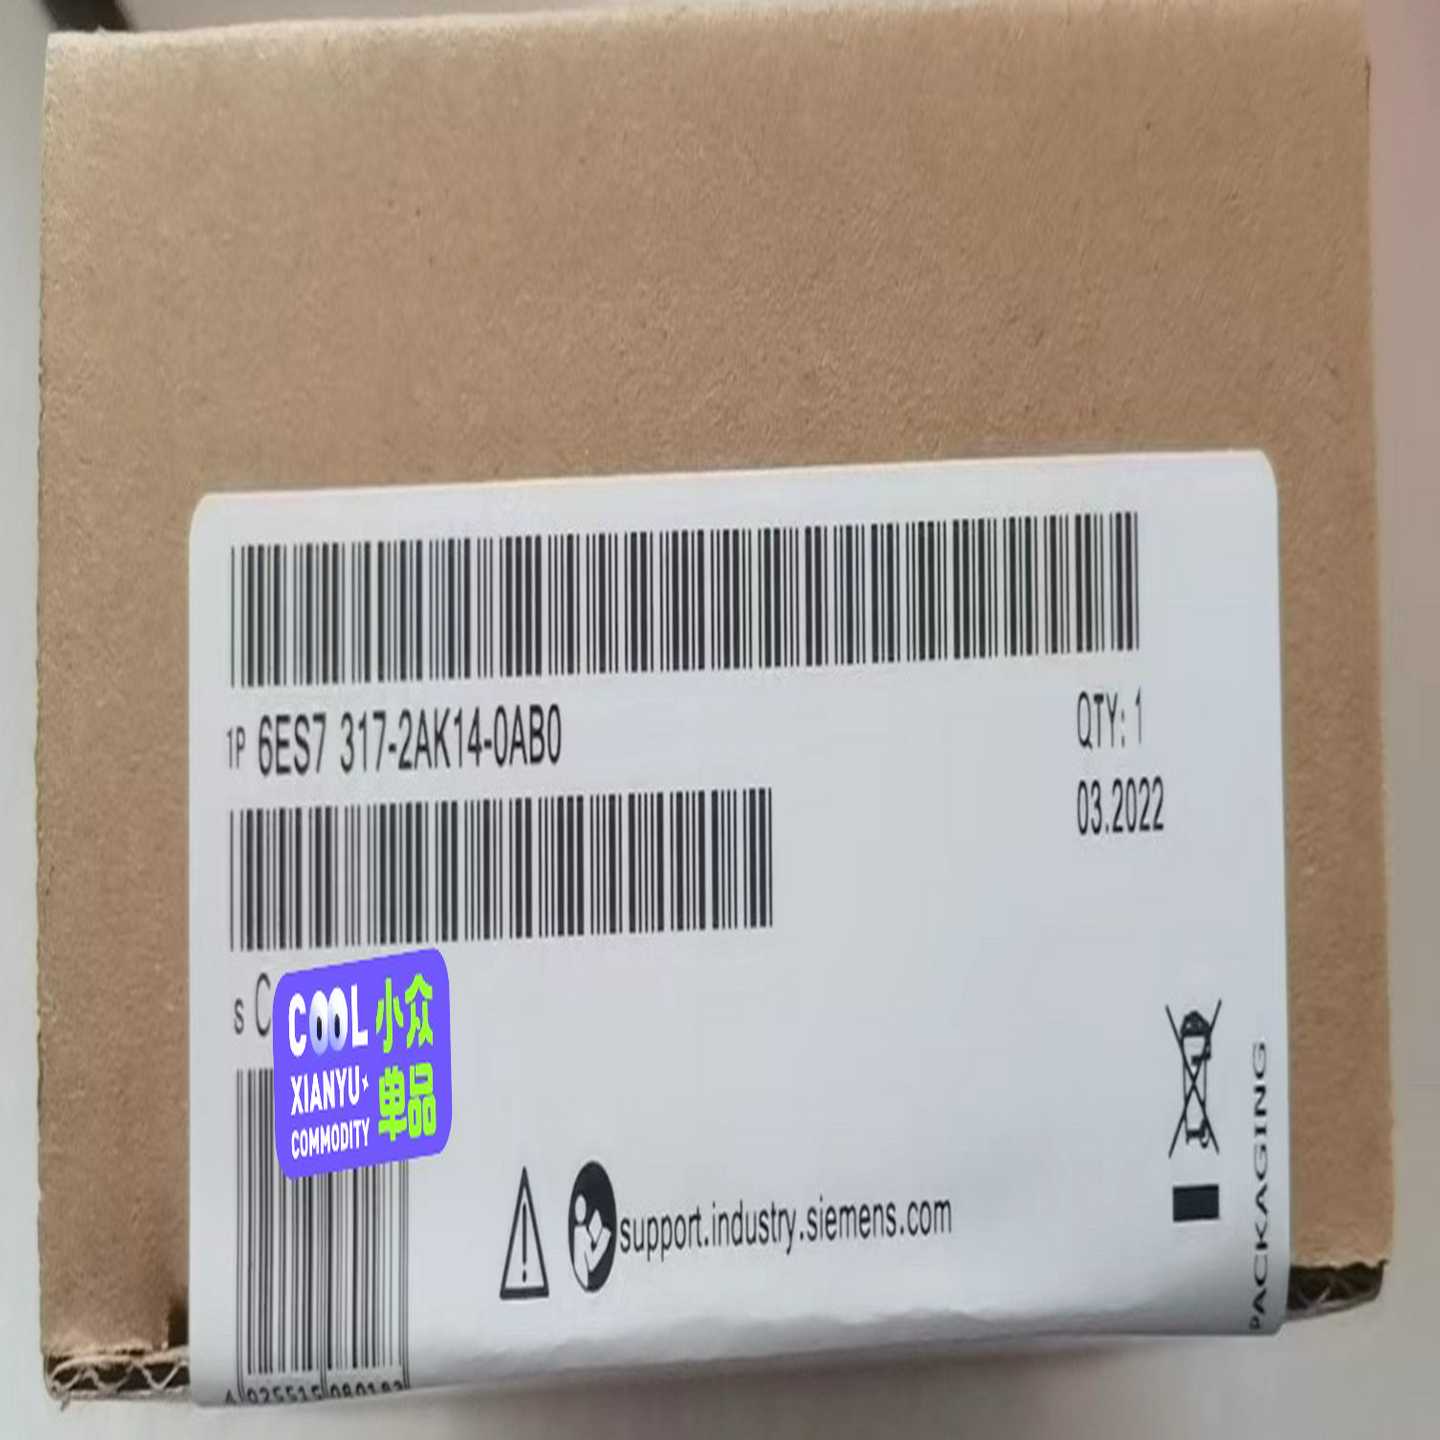 1P 6ES7 317-2AK14-0AB0
QTY: 1
03.2022
S C
COOL 小众
XIANYU 单品
COMMODITY
support.industry.siemens.com
PACKAGING